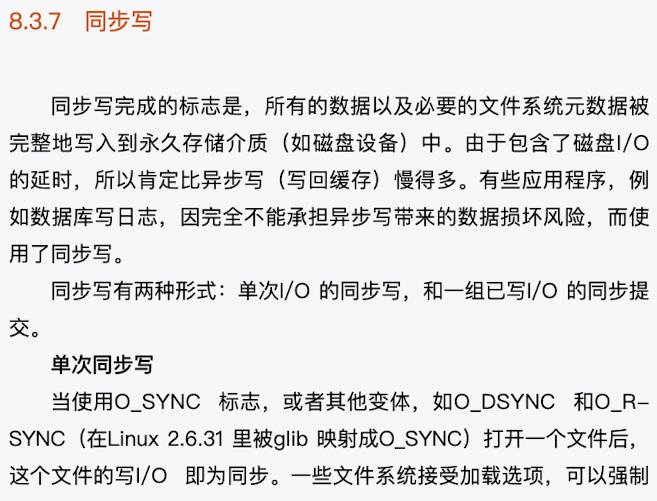 8.3.7 同步写
同步写完成的标志是，所有的数据以及必要的文件系统元数据被
完整地写入到永久存储介质（如磁盘设备）中。由于包含了磁盘I/O
的延时，所以肯定比异步写（写回缓存）慢得多。有些应用程序，例
如数据库写日志，因完全不能承担异步写带来的数据损坏风险，而使
用了同步写。
同步写有两种形式：单次I/O 的同步写，和一组已写I/O 的同步提
交。
单次同步写
当使用O_SYNC 标志，或者其他变体，如O_DSYNC 和O_R-
SYNC（在Linux 2.6.31 里被glib 映射成O_SYNC）打开一个文件后，
这个文件的写I/O 即为同步。一些文件系统接受加载选项，可以强制